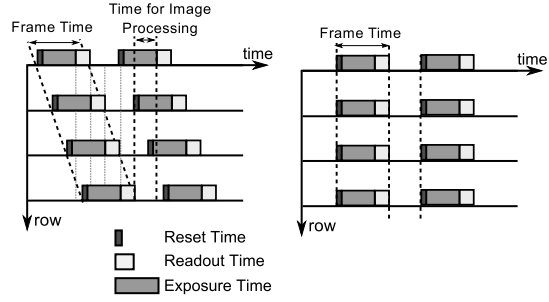 Time for Image
Processing
Frame Time
time
row
Frame Time
time
row
Reset Time
Readout Time
Exposure Time